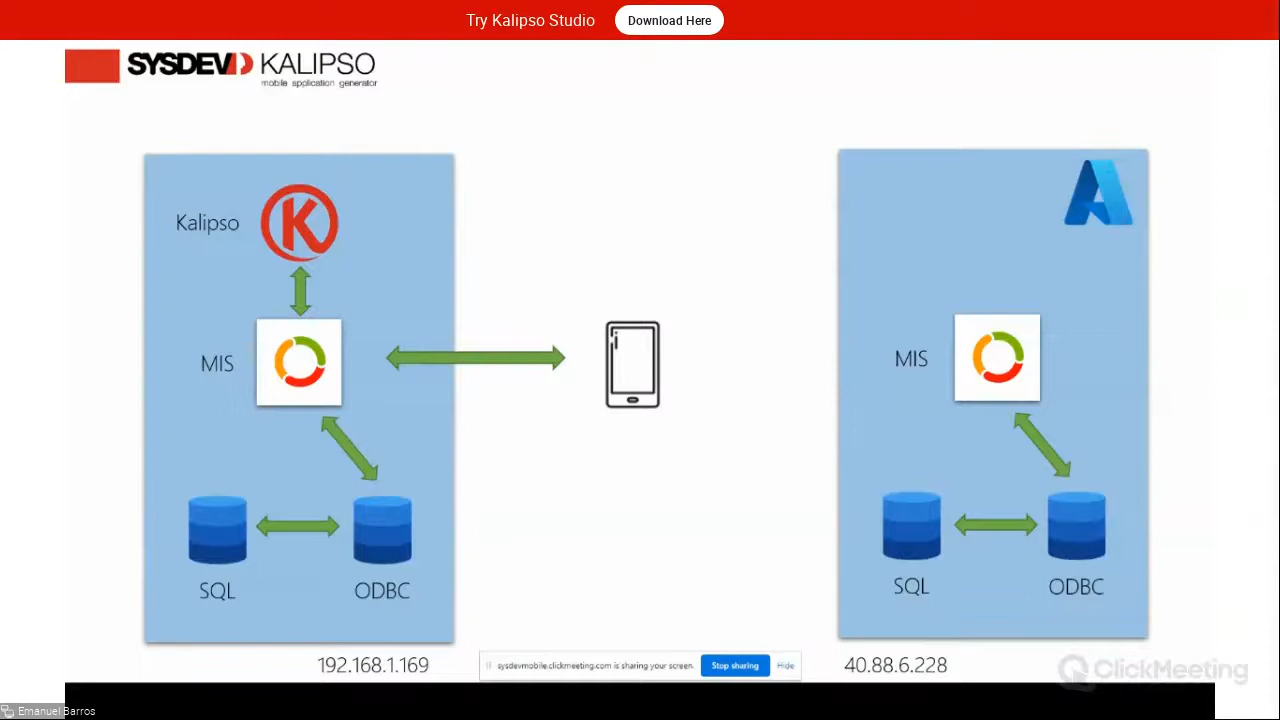 Try Kalipso Studio
Download Here
SYSDEV KALIPSO
mobile application generator
Kalipso
MIS
SQL
ODBC
192.168.1.169
MIS
SQL
ODBC
40.88.6.228
sysdevmobile.clickmeeting.com is sharing your screen.
Stop sharing
Hide
ClickMeeting
Emanuel Barros